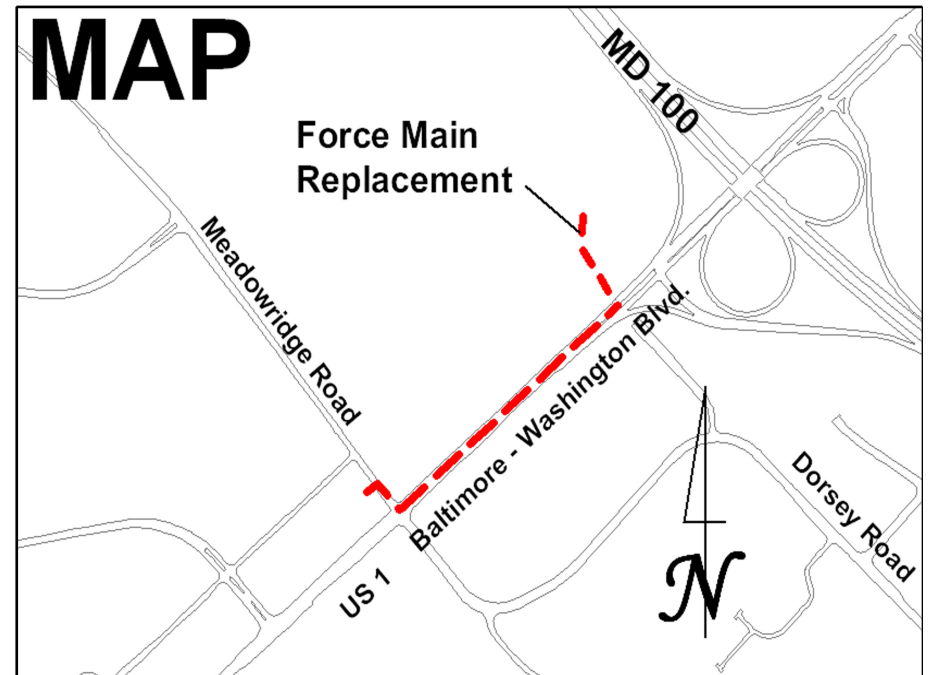 MAP
MD 100
Force Main
Replacement
Meadowridge Road
Baltimore - Washington Blvd.
Dorsey Road
US 1
N